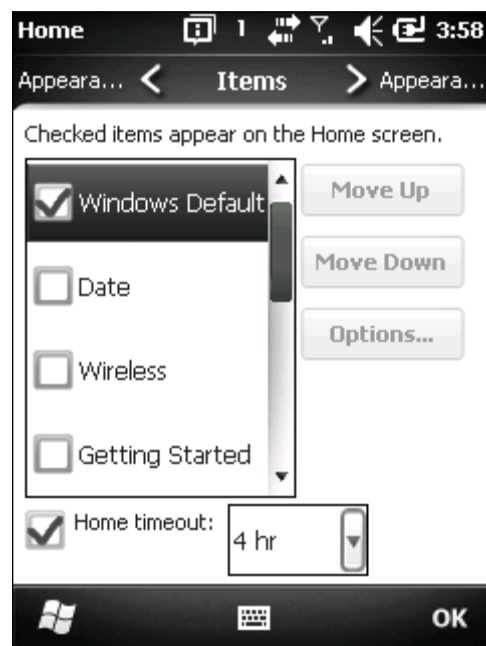 Home 1 3:58
Appeara... Items Appeara...
Checked items appear on the Home screen.
Windows Default
Move Up
Date
Move Down
Wireless
Options...
Getting Started
Home timeout: 4 hr
OK